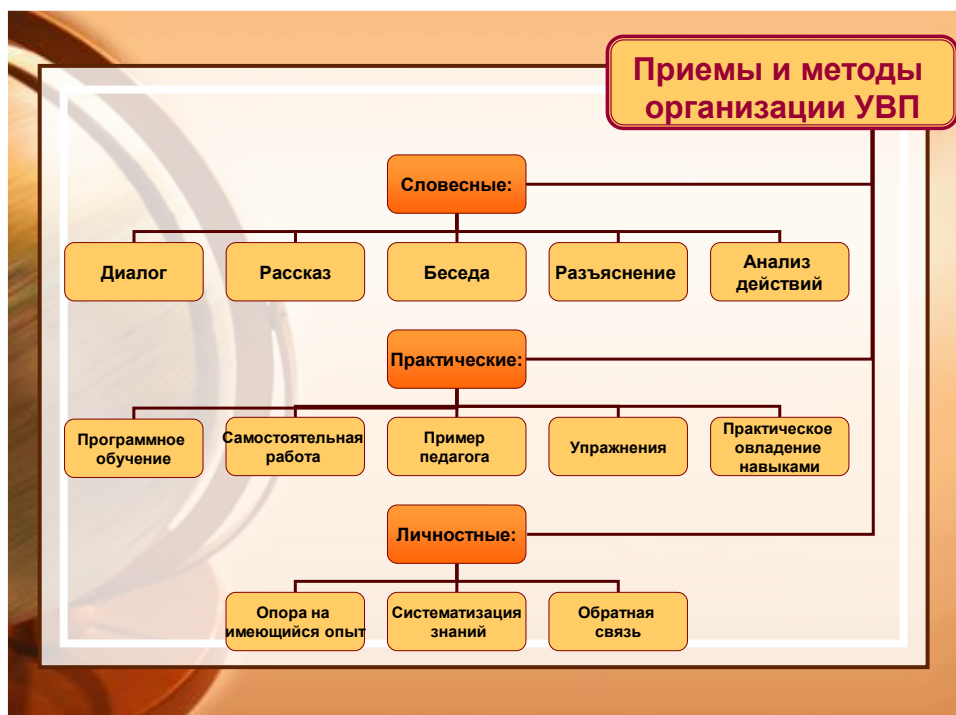 Приемы и методы
организации УВП
Словесные:
Диалог
Рассказ
Беседа
Разъяснение
Анализ
действий
Практические:
Программное
обучение
Самостоятельная
работа
Пример
педагога
Упражнения
Практическое
овладение
навыками
Личностные:
Опора на
имеющийся опыт
Систематизация
знаний
Обратная
связь